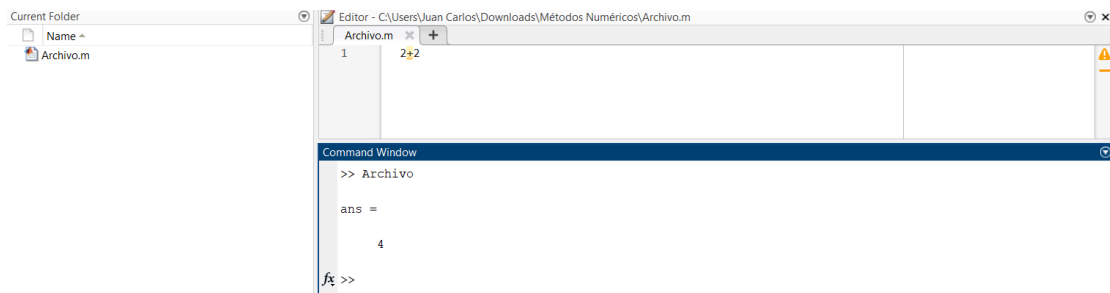 Current Folder
Name
Archivo.m
Editor - C:\Users\Juan Carlos\Downloads\Métodos Numéricos\Archivo.m
Archivo.m
1 2+2
Command Window
>> Archivo
ans =
4
fx >>